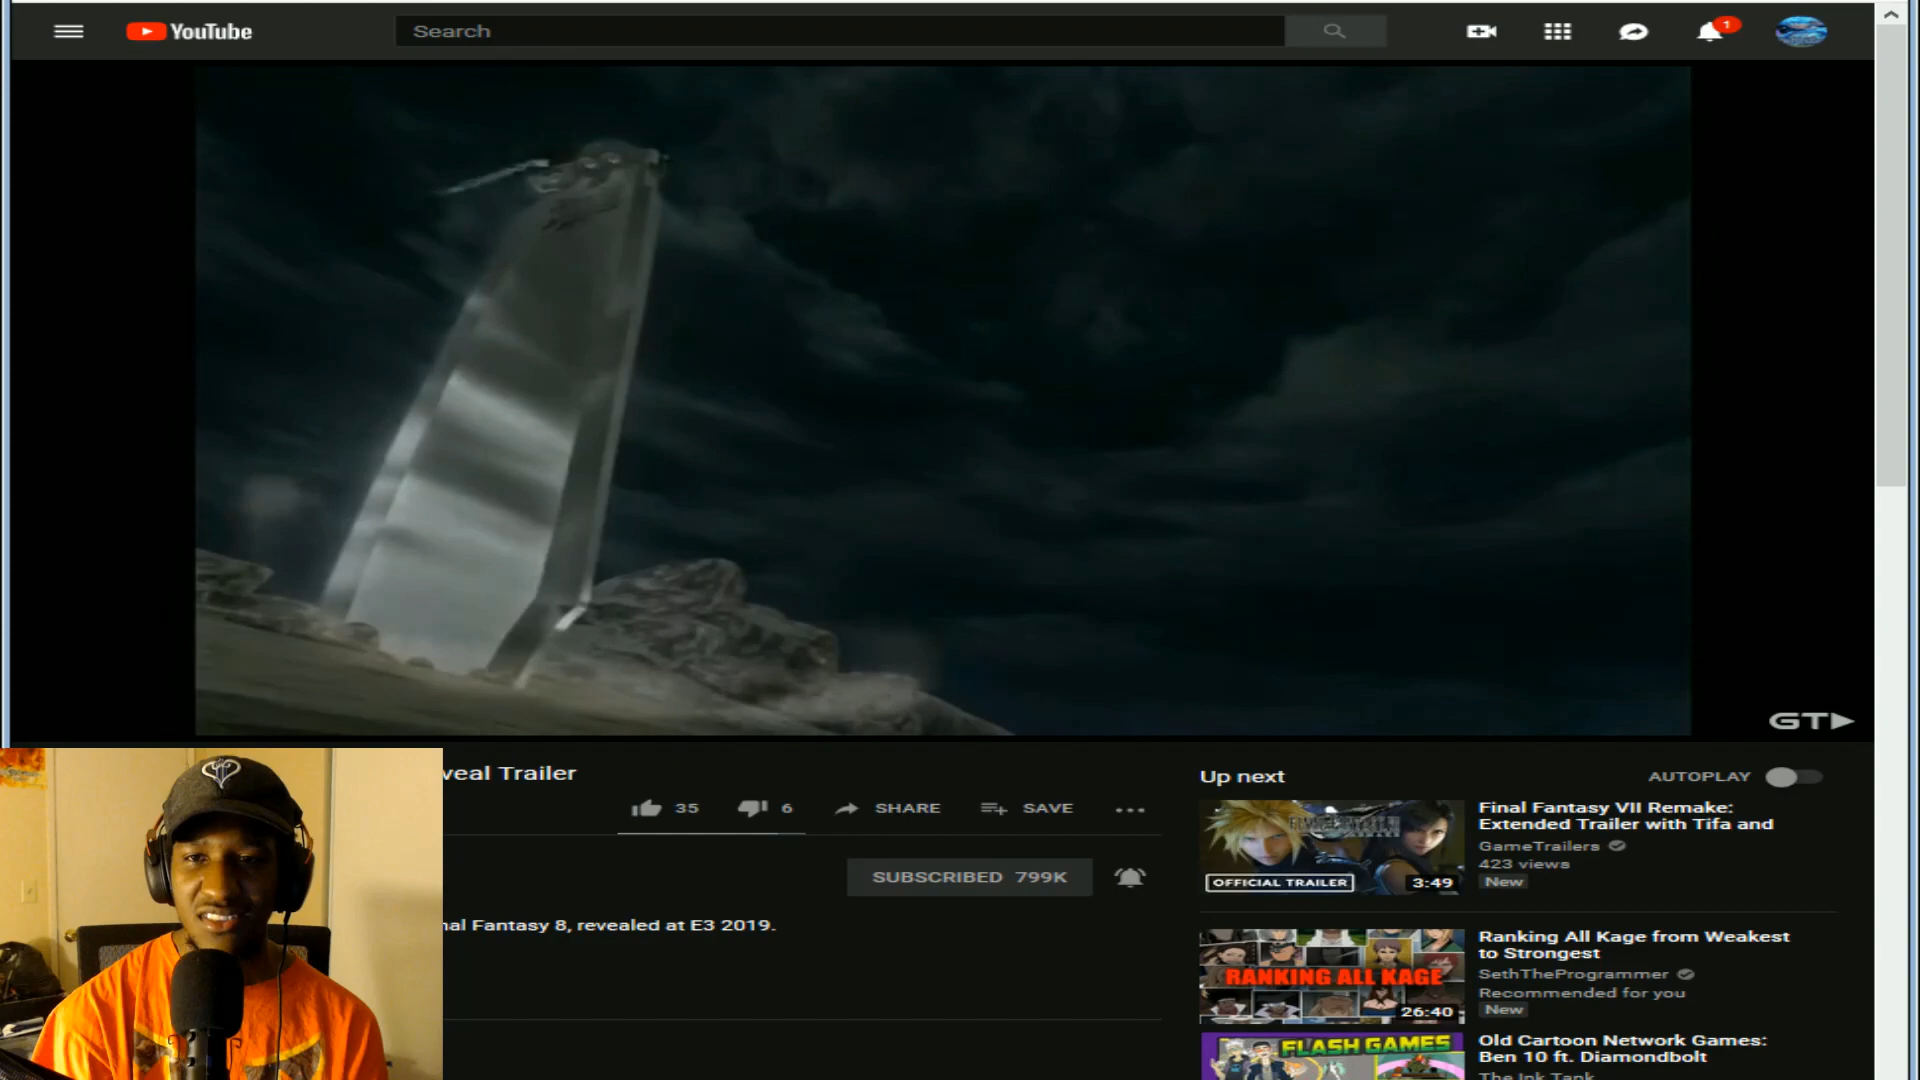 YouTube
Search
1
GT
veal Trailer
35
6
SHARE
SAVE
SUBSCRIBED 799K
nal Fantasy 8, revealed at E3 2019.
Up next
AUTOPLAY
OFFICIAL TRAILER
3:49
Final Fantasy VII Remake:
Extended Trailer with Tifa and
GameTrailers
423 views
New
RANKING ALL KAGE
26:40
Ranking All Kage from Weakest
to Strongest
SethTheProgrammer
Recommended for you
New
FLASH GAMES
Old Cartoon Network Games:
Ben 10 ft. Diamondbolt
The Ink Tank